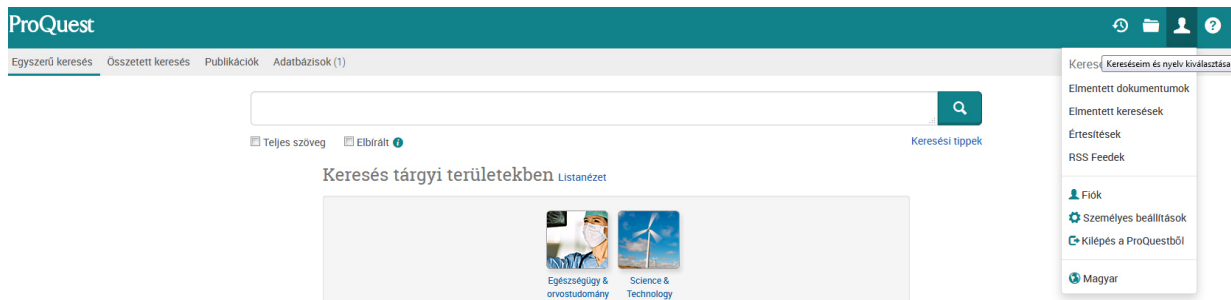 ProQuest
Egyszerű keresés Összetett keresés Publikációk Adatbázisok (1)
Teljes szöveg Elbírált
Keresési tippek
Keresés tárgyi területekben Listanézet
Egészségügy &
orvostudomány
Science &
Technology
Kereséseim és nyelv kiválasztása
Elmentett dokumentumok
Elmentett keresések
Értesítések
RSS Feedek
Fiók
Személyes beállítások
Kilépés a ProQuestből
Magyar